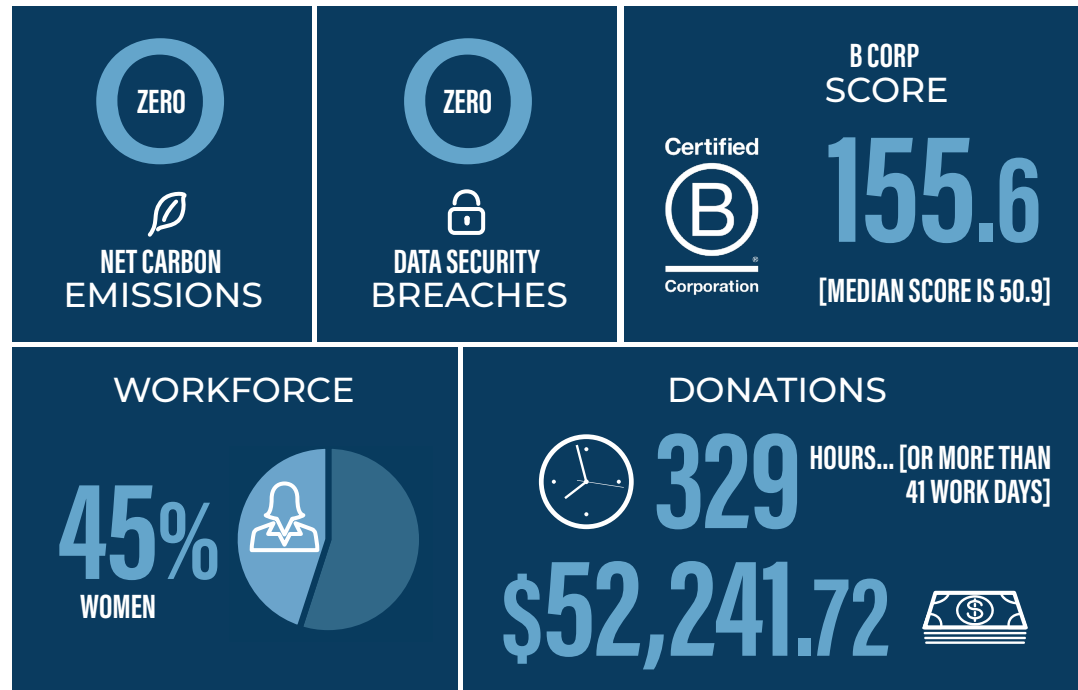 ZERO
NET CARBON
EMISSIONS
ZERO
DATA SECURITY
BREACHES
B CORP
SCORE
Certified
B
®
Corporation
155.6
[MEDIAN SCORE IS 50.9]
WORKFORCE
45%
WOMEN
DONATIONS
329
HOURS... [OR MORE THAN
41 WORK DAYS]
$52,241.72
$